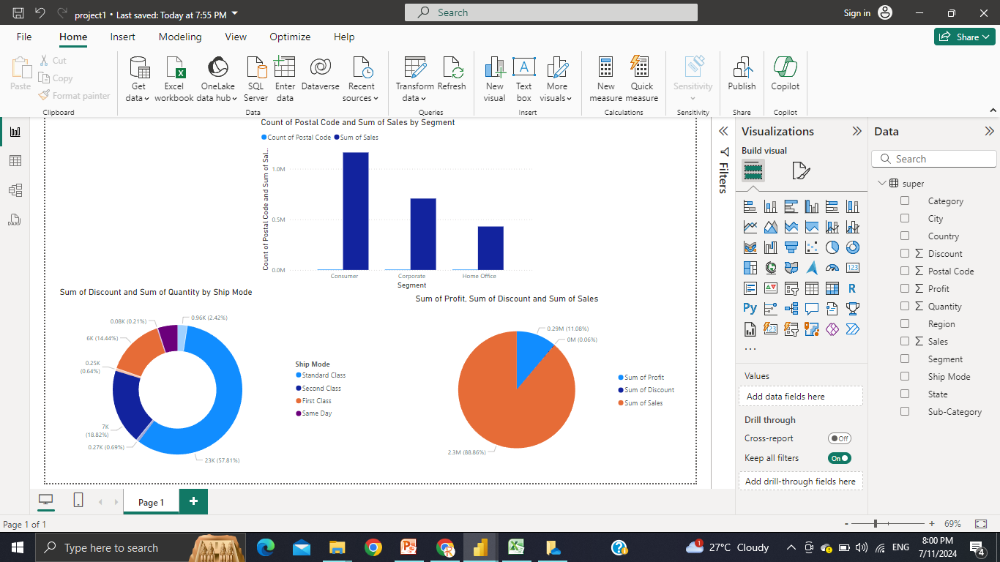 project1 • Last saved: Today at 7:55 PM
Search
Sign in
File Home Insert Modeling View Optimize Help
Share
Paste
Cut
Copy
Format painter
Clipboard
Get data
Excel workbook
OneLake data hub
SQL Server
Enter data
Dataverse
Recent sources
Data
Transform data
Refresh
Queries
New visual
Text box
More visuals
Insert
New measure
Quick measure
Calculations
Sensitivity
Sensitivity
Publish
Share
Copilot
Copilot
Count of Postal Code and Sum of Sales by Segment
Count of Postal Code Sum of Sales
Count of Postal Code and Sum of Sal...
1.0M
0.5M
0.0M
Consumer Corporate Home Office
Segment
Sum of Discount and Sum of Quantity by Ship Mode
0.96K (2.42%)
0.08K (0.21%)
6K (14.44%)
0.25K
(0.64%)
7K
(18.82%)
0.27K (0.69%)
23K (57.81%)
Ship Mode
Standard Class
Second Class
First Class
Same Day
Sum of Profit, Sum of Discount and Sum of Sales
0.29M (11.08%)
0M (0.06%)
2.3M (88.86%)
Sum of Profit
Sum of Discount
Sum of Sales
Filters
Visualizations
Build visual
R
Py
123
...
Values
Add data fields here
Drill through
Cross-report
Off
Keep all filters
On
Add drill-through fields here
Data
Search
super
Category
City
Country
Σ Discount
Σ Postal Code
Σ Profit
Σ Quantity
Region
Σ Sales
Segment
Ship Mode
State
Sub-Category
DAX
Page 1
+
Page 1 of 1
- + 69%
Type here to search
27°C Cloudy
ENG
8:00 PM
7/11/2024
4